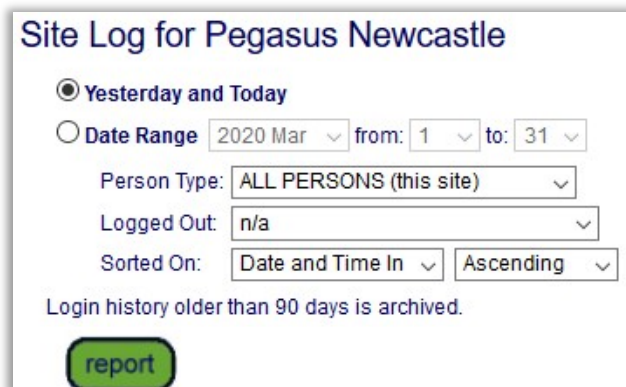 Site Log for Pegasus Newcastle
Yesterday and Today
Date Range 2020 Mar from: 1 to: 31
Person Type: ALL PERSONS (this site)
Logged Out: n/a
Sorted On: Date and Time In Ascending
Login history older than 90 days is archived.
report